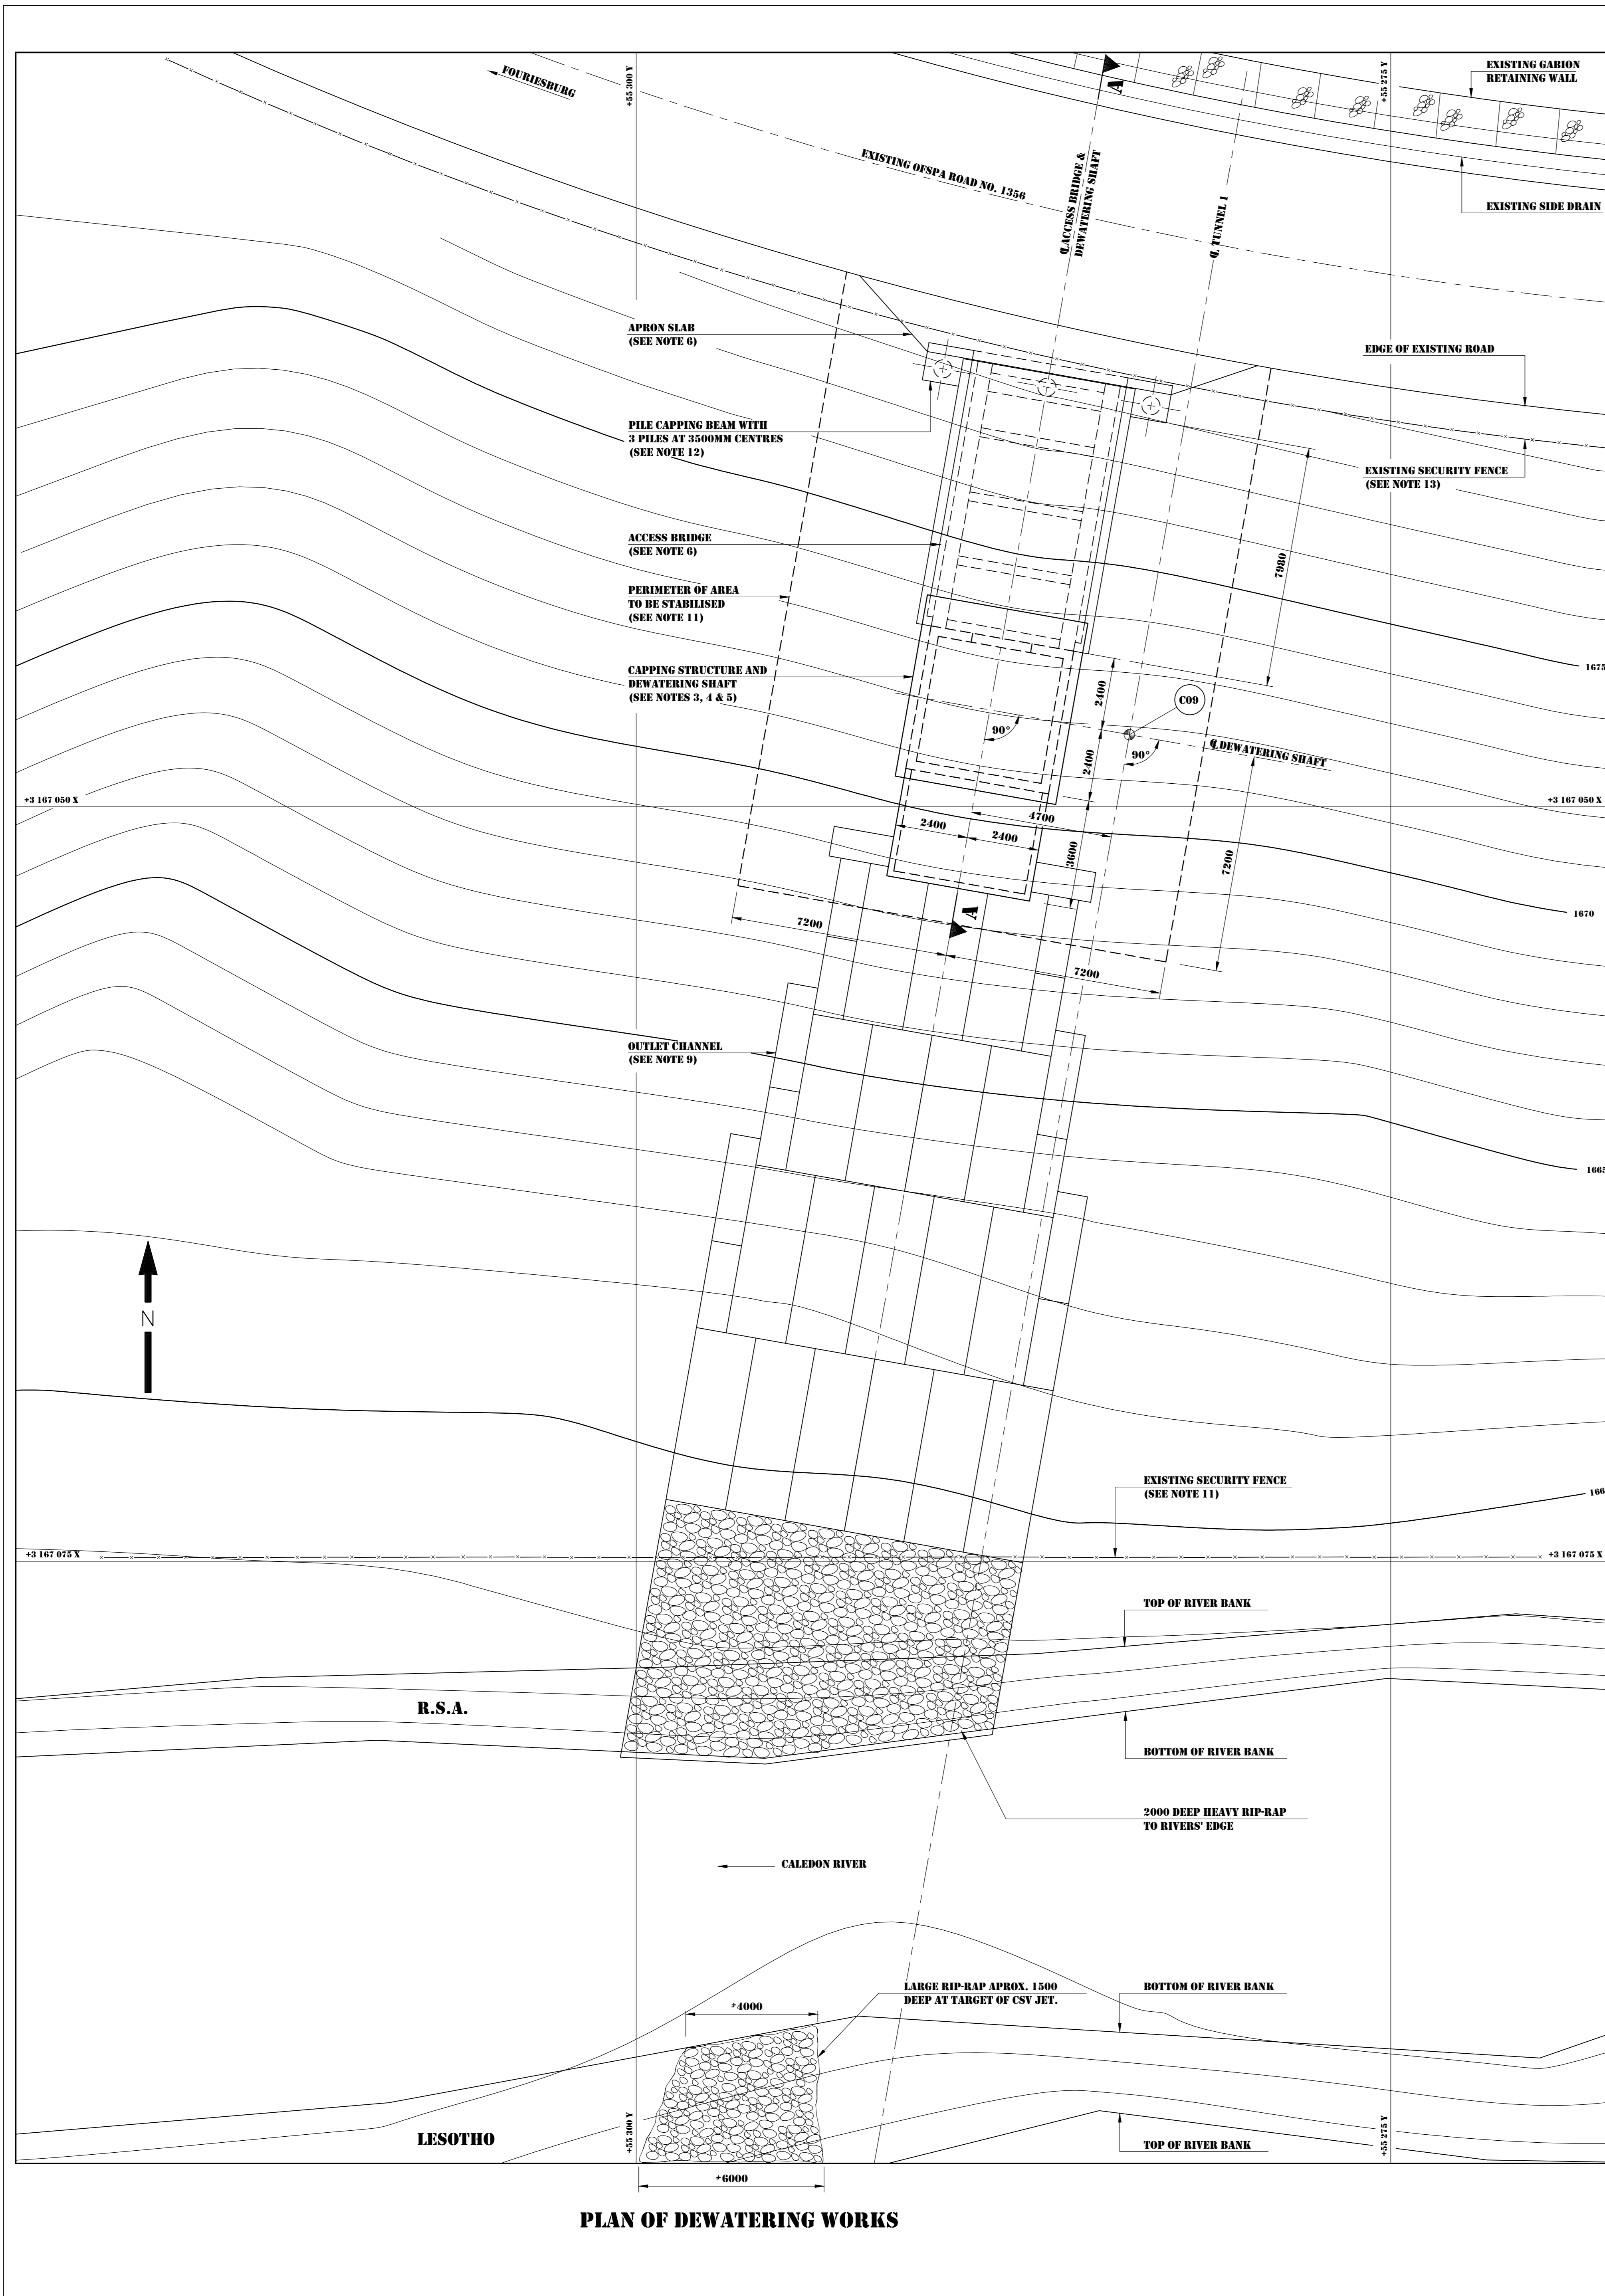 FOURIESBURG
+55 300 Y
A
+55 275 Y
EXISTING GABION
RETAINING WALL
EXISTING OFSPA ROAD NO. 1356
℄ ACCESS BRIDGE &
DEWATERING SHAFT
℄ TUNNEL 1
EXISTING SIDE DRAIN
APRON SLAB
(SEE NOTE 6)
EDGE OF EXISTING ROAD
PILE CAPPING BEAM WITH
3 PILES AT 3500MM CENTRES
(SEE NOTE 12)
EXISTING SECURITY FENCE
(SEE NOTE 13)
ACCESS BRIDGE
(SEE NOTE 6)
7980
PERIMETER OF AREA
TO BE STABILISED
(SEE NOTE 11)
CAPPING STRUCTURE AND
DEWATERING SHAFT
(SEE NOTES 3, 4 & 5)
1675
2400
C09
90°
90°
℄ DEWATERING SHAFT
2400
+3 167 050 X
+3 167 050 X
4700
2400
2400
3600
7200
A
1670
7200
7200
OUTLET CHANNEL
(SEE NOTE 9)
1665
N
EXISTING SECURITY FENCE
(SEE NOTE 11)
166
+3 167 075 X
+3 167 075 X
TOP OF RIVER BANK
R.S.A.
BOTTOM OF RIVER BANK
2000 DEEP HEAVY RIP-RAP
TO RIVERS' EDGE
CALEDON RIVER
LARGE RIP-RAP APROX. 1500
DEEP AT TARGET OF CSV JET.
BOTTOM OF RIVER BANK
*4000
+55 300 Y
+55 275 Y
LESOTHO
TOP OF RIVER BANK
*6000
PLAN OF DEWATERING WORKS